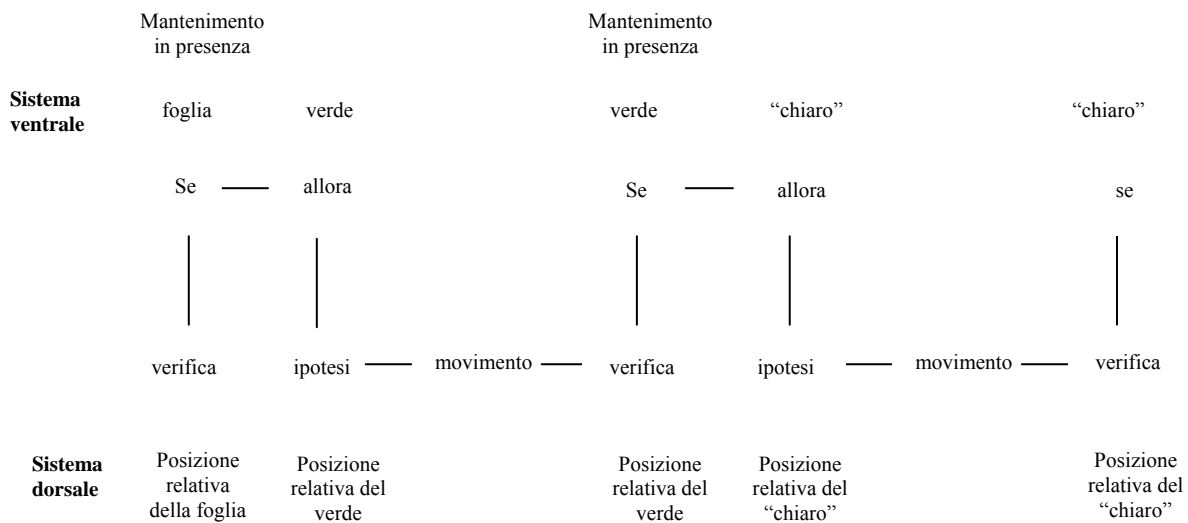 Mantenimento
in presenza
Mantenimento
in presenza
Sistema
ventrale
foglia verde verde “chiaro” “chiaro”
Se allora Se allora se
verifica ipotesi movimento verifica ipotesi movimento verifica
Sistema
dorsale
Posizione
relativa
della foglia
Posizione
relativa del
verde
Posizione
relativa del
verde
Posizione
relativa del
“chiaro”
Posizione
relativa del
“chiaro”